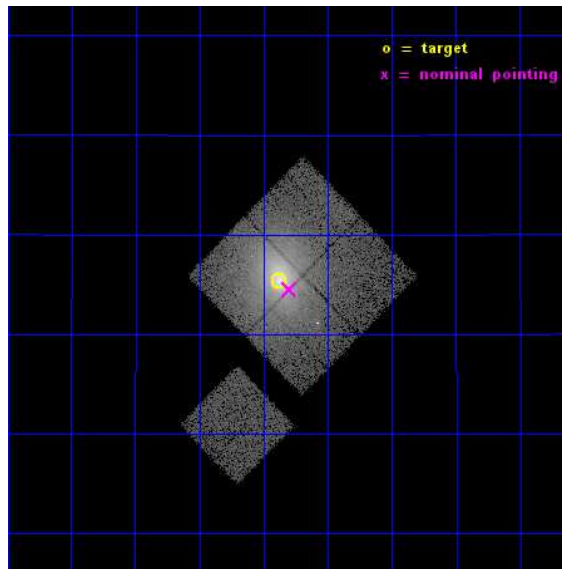 o = target
x = nominal pointing